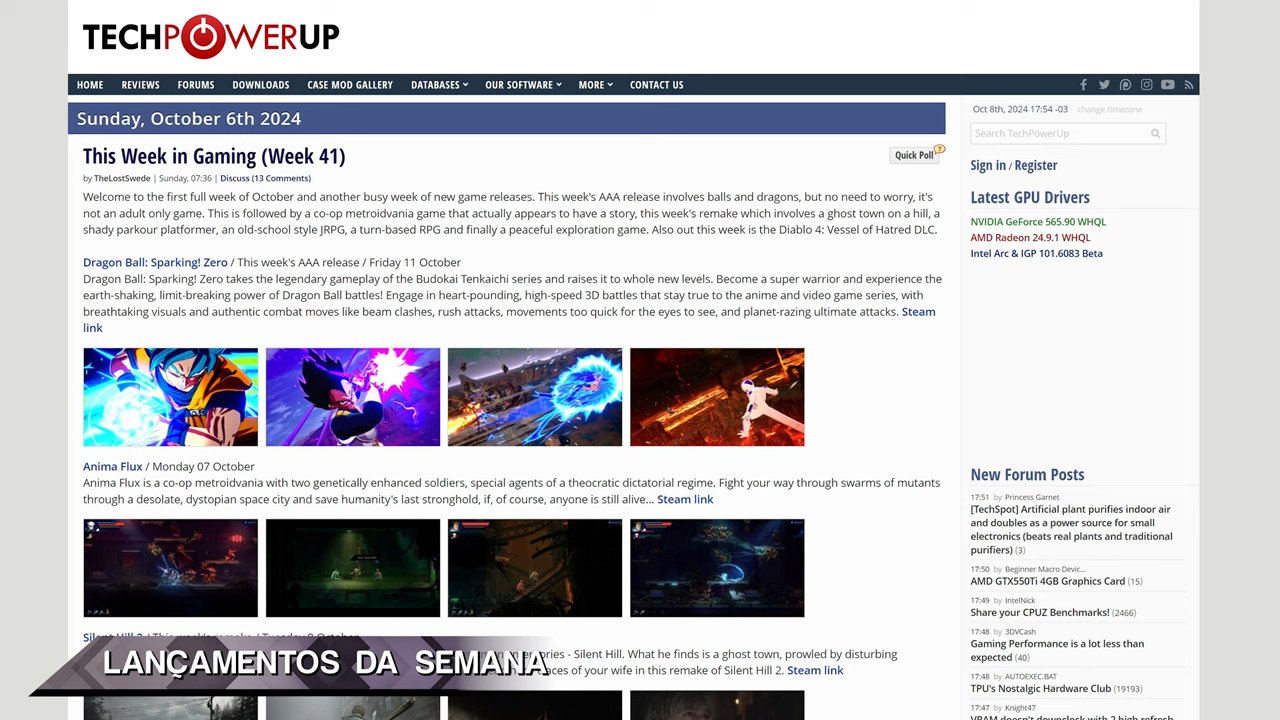 TECHPOWERUP
HOME REVIEWS FORUMS DOWNLOADS CASE MOD GALLERY DATABASES OUR SOFTWARE MORE CONTACT US
Sunday, October 6th 2024
This Week in Gaming (Week 41)
Quick Poll
?
by TheLostSwede | Sunday, 07:36 | Discuss (13 Comments)
Welcome to the first full week of October and another busy week of new game releases. This week's AAA release involves balls and dragons, but no need to worry, it's
not an adult only game. This is followed by a co-op metroidvania game that actually appears to have a story, this week's remake which involves a ghost town on a hill, a
shady parkour platformer, an old-school style JRPG, a turn-based RPG and finally a peaceful exploration game. Also out this week is the Diablo 4: Vessel of Hatred DLC.
Dragon Ball: Sparking! Zero / This week's AAA release / Friday 11 October
Dragon Ball: Sparking! Zero takes the legendary gameplay of the Budokai Tenkaichi series and raises it to whole new levels. Become a super warrior and experience the
earth-shaking, limit-breaking power of Dragon Ball battles! Engage in heart-pounding, high-speed 3D battles that stay true to the anime and video game series, with
breathtaking visuals and authentic combat moves like beam clashes, rush attacks, movements too quick for the eyes to see, and planet-razing ultimate attacks. Steam
link
Anima Flux / Monday 07 October
Anima Flux is a co-op metroidvania with two genetically enhanced soldiers, special agents of a theocratic dictatorial regime. Fight your way through swarms of mutants
through a desolate, dystopian space city and save humanity's last stronghold, if, of course, anyone is still alive... Steam link
Silent Hill 2 / This week's remake / Tuesday 8 October
- Silent Hill. What he finds is a ghost town, prowled by disturbing
of your wife in this remake of Silent Hill 2. Steam link
LANÇAMENTOS DA SEMANA
Oct 8th, 2024 17:54 -03 change timezone
Search TechPowerUp
Sign in / Register
Latest GPU Drivers
NVIDIA GeForce 565.90 WHQL
AMD Radeon 24.9.1 WHQL
Intel Arc & IGP 101.6083 Beta
New Forum Posts
17:51 by Princess Garnet
[TechSpot] Artificial plant purifies indoor air
and doubles as a power source for small
electronics (beats real plants and traditional
purifiers) (3)
17:50 by Beginner Macro Devic...
AMD GTX550Ti 4GB Graphics Card (15)
17:49 by IntelNick
Share your CPUZ Benchmarks! (2466)
17:48 by 3DVCash
Gaming Performance is a lot less than
expected (40)
17:48 by AUTOEXEC.BAT
TPU's Nostalgic Hardware Club (19193)
17:47 by Knight47
VRAM doesn't downclock with 2 high refresh